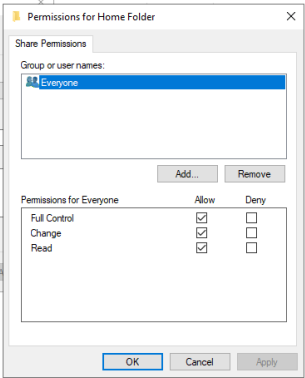 Permissions for Home Folder
Share Permissions
Group or user names:
Everyone
Add... Remove
Permissions for Everyone Allow Deny
Full Control
Change
Read
OK Cancel Apply